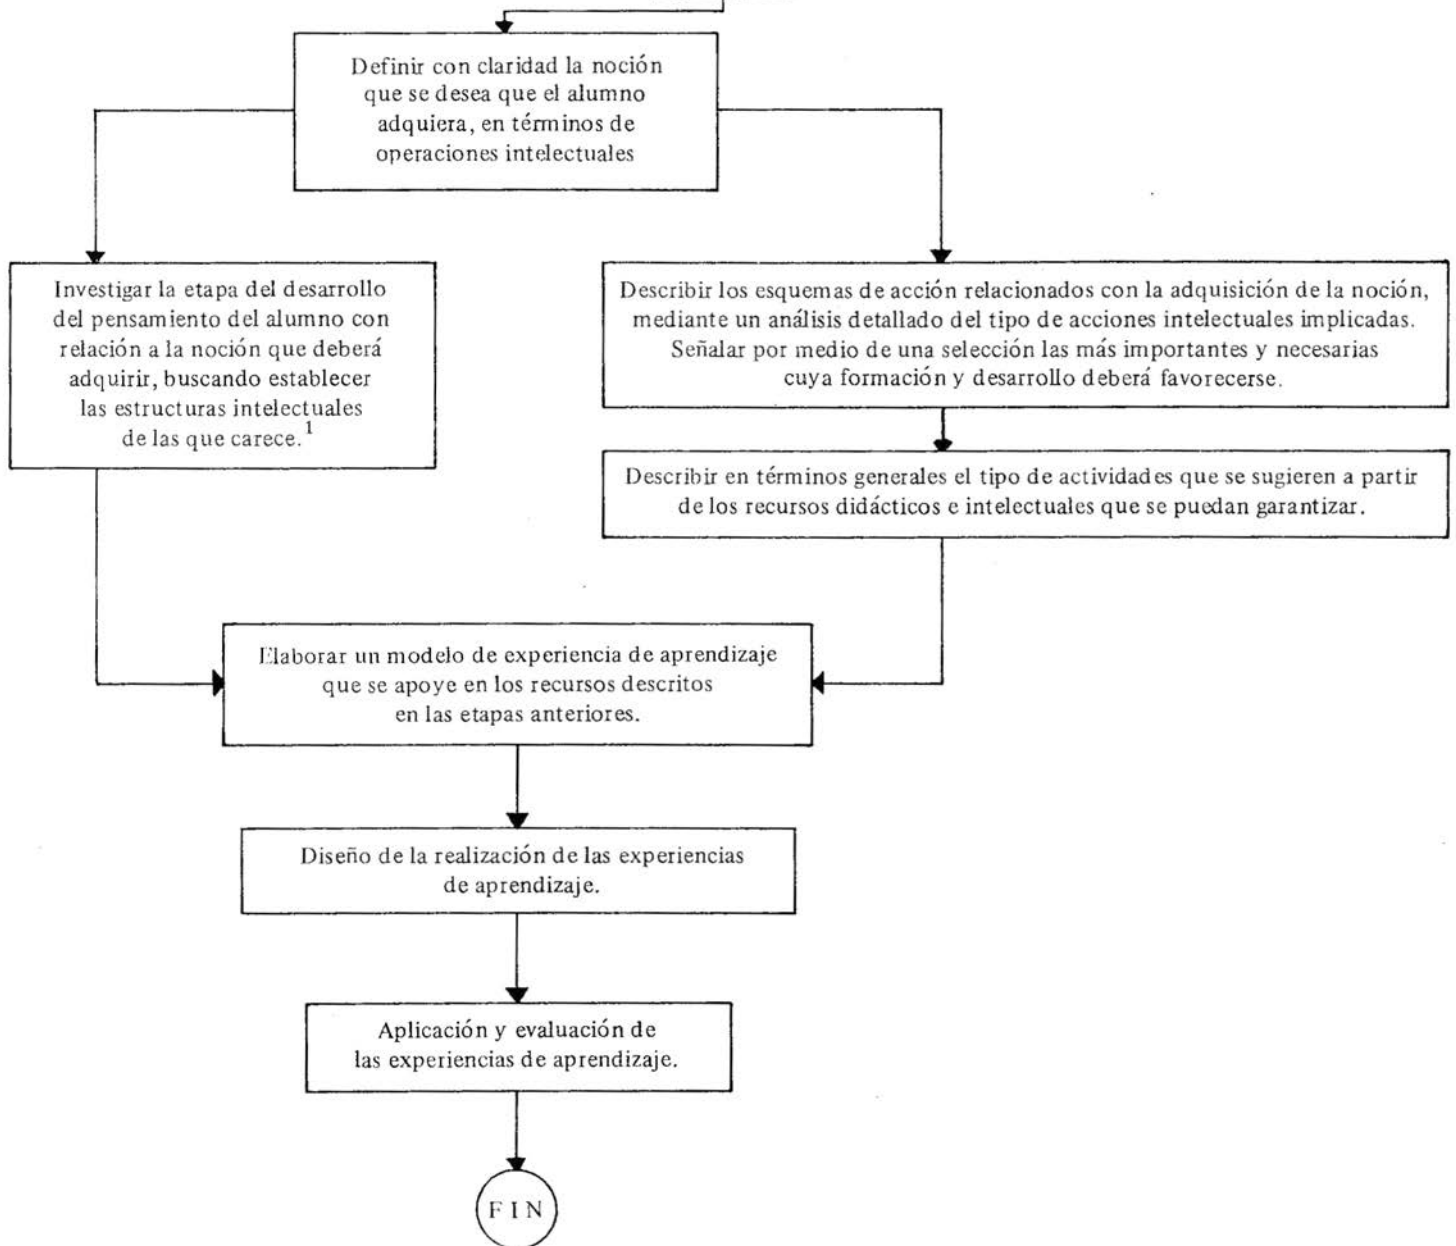 Definir con claridad la noción
que se desea que el alumno
adquiera, en términos de
operaciones intelectuales
Investigar la etapa del desarrollo
del pensamiento del alumno con
relación a la noción que deberá
adquirir, buscando establecer
las estructuras intelectuales
de las que carece.1
Describir los esquemas de acción relacionados con la adquisición de la noción,
mediante un análisis detallado del tipo de acciones intelectuales implicadas.
Señalar por medio de una selección las más importantes y necesarias
cuya formación y desarrollo deberá favorecerse.
Describir en términos generales el tipo de actividades que se sugieren a partir
de los recursos didácticos e intelectuales que se puedan garantizar.
Elaborar un modelo de experiencia de aprendizaje
que se apoye en los recursos descritos
en las etapas anteriores.
Diseño de la realización de las experiencias
de aprendizaje.
Aplicación y evaluación de
las experiencias de aprendizaje.
FIN